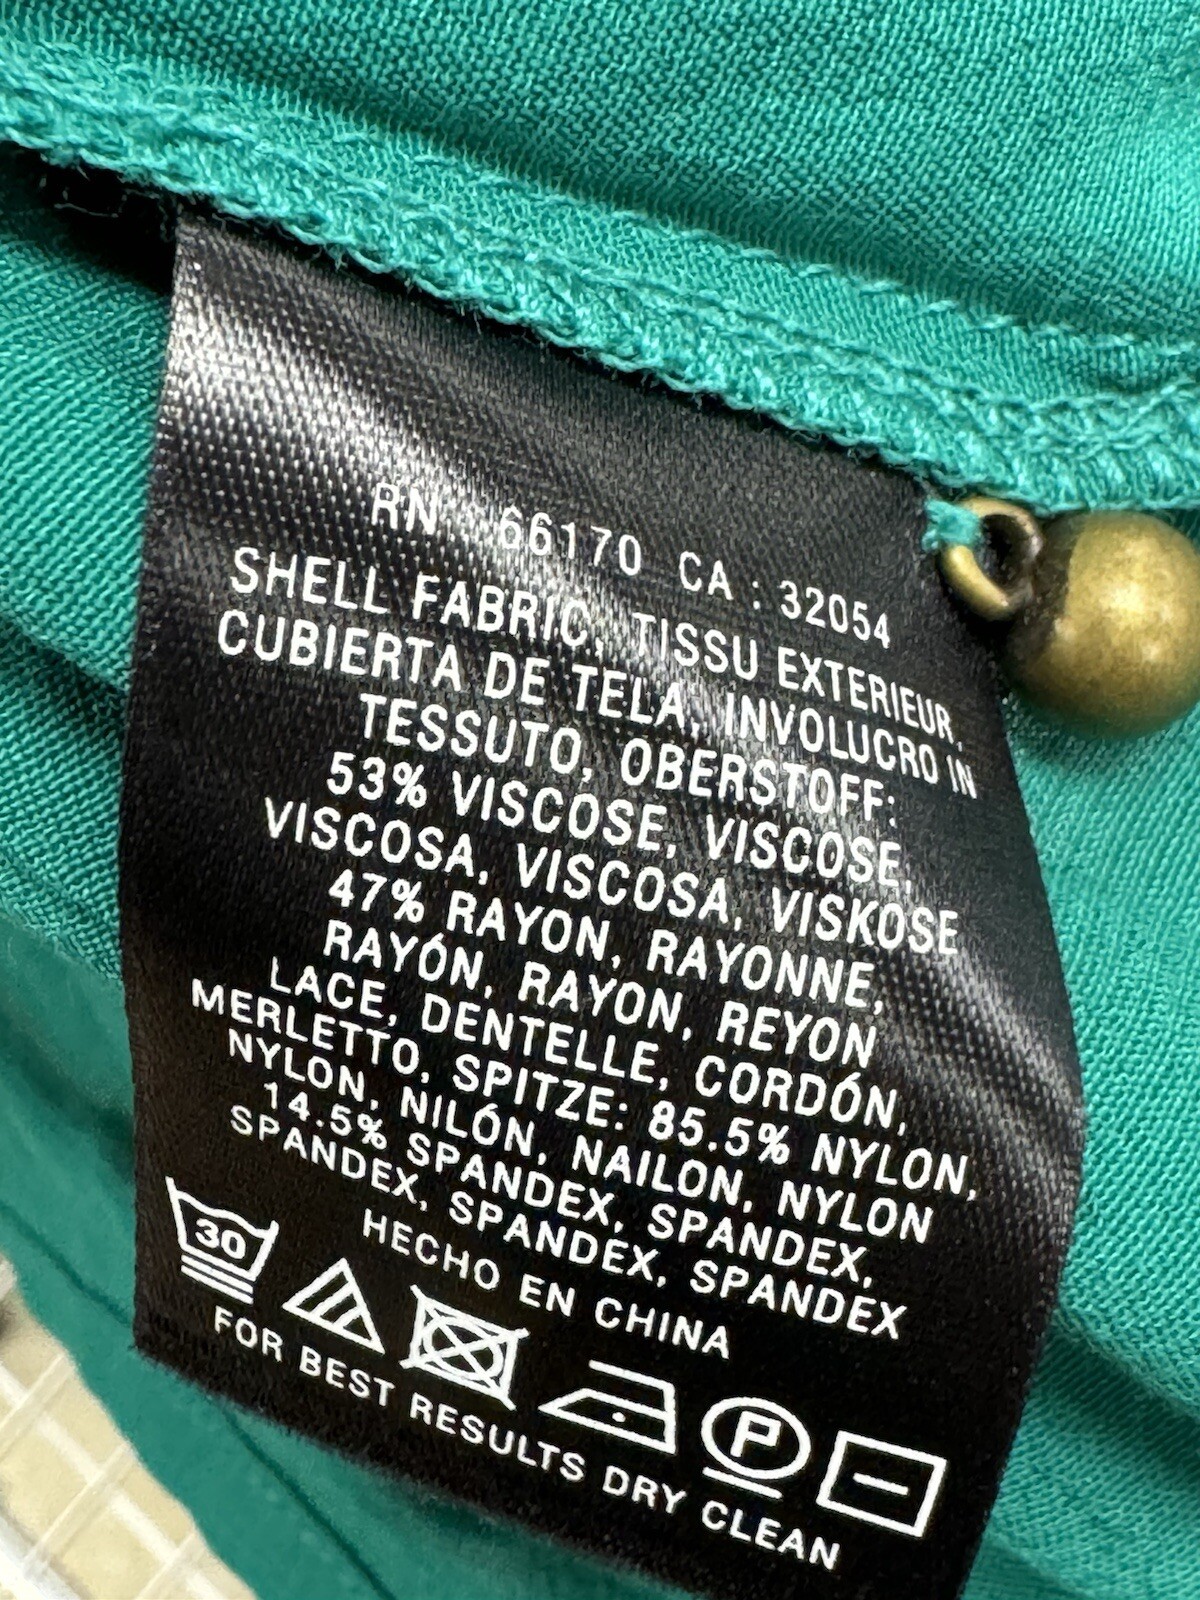 RN : 66170 CA : 32054
SHELL FABRIC, TISSU EXTERIEUR,
CUBIERTA DE TELA, INVOLUCRO IN
TESSUTO, OBERSTOFF:
53% VISCOSE, VISCOSE,
VISCOSA, VISCOSA, VISKOSE
47% RAYON, RAYONNE,
RAYÓN, RAYON, REYON
LACE, DENTELLE, CORDÓN,
MERLETTO, SPITZE: 85.5% NYLON,
NYLON, NILÓN, NAILON, NYLON
14.5% SPANDEX, SPANDEX,
SPANDEX, SPANDEX, SPANDEX
HECHO EN CHINA
30 P
FOR BEST RESULTS DRY CLEAN